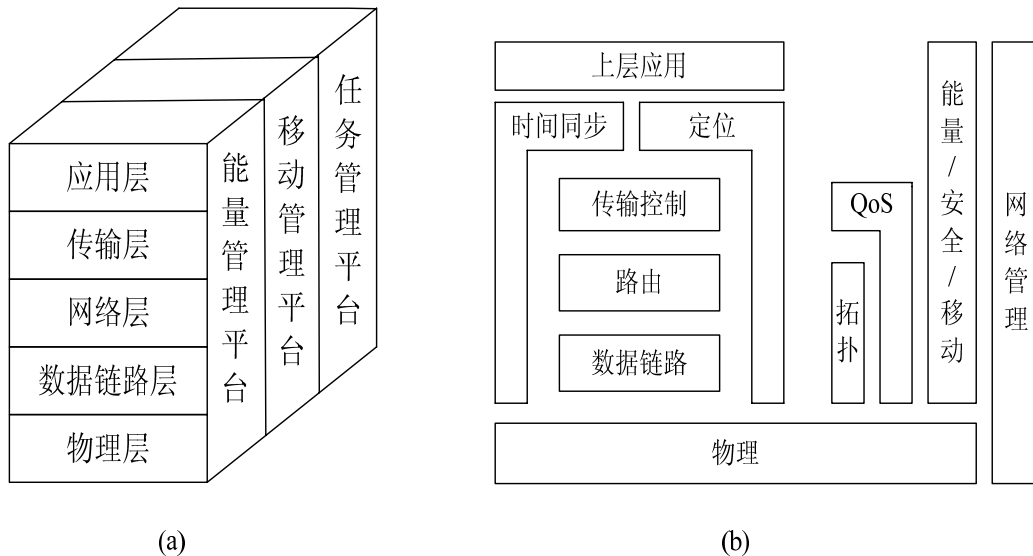 应用层
传输层
网络层
数据链路层
物理层
能量管理平台
移动管理平台
任务管理平台
(a)
上层应用
时间同步
定位
传输控制
路由
数据链路
QoS
拓扑
能量/安全/移动
网络管理
物理
(b)